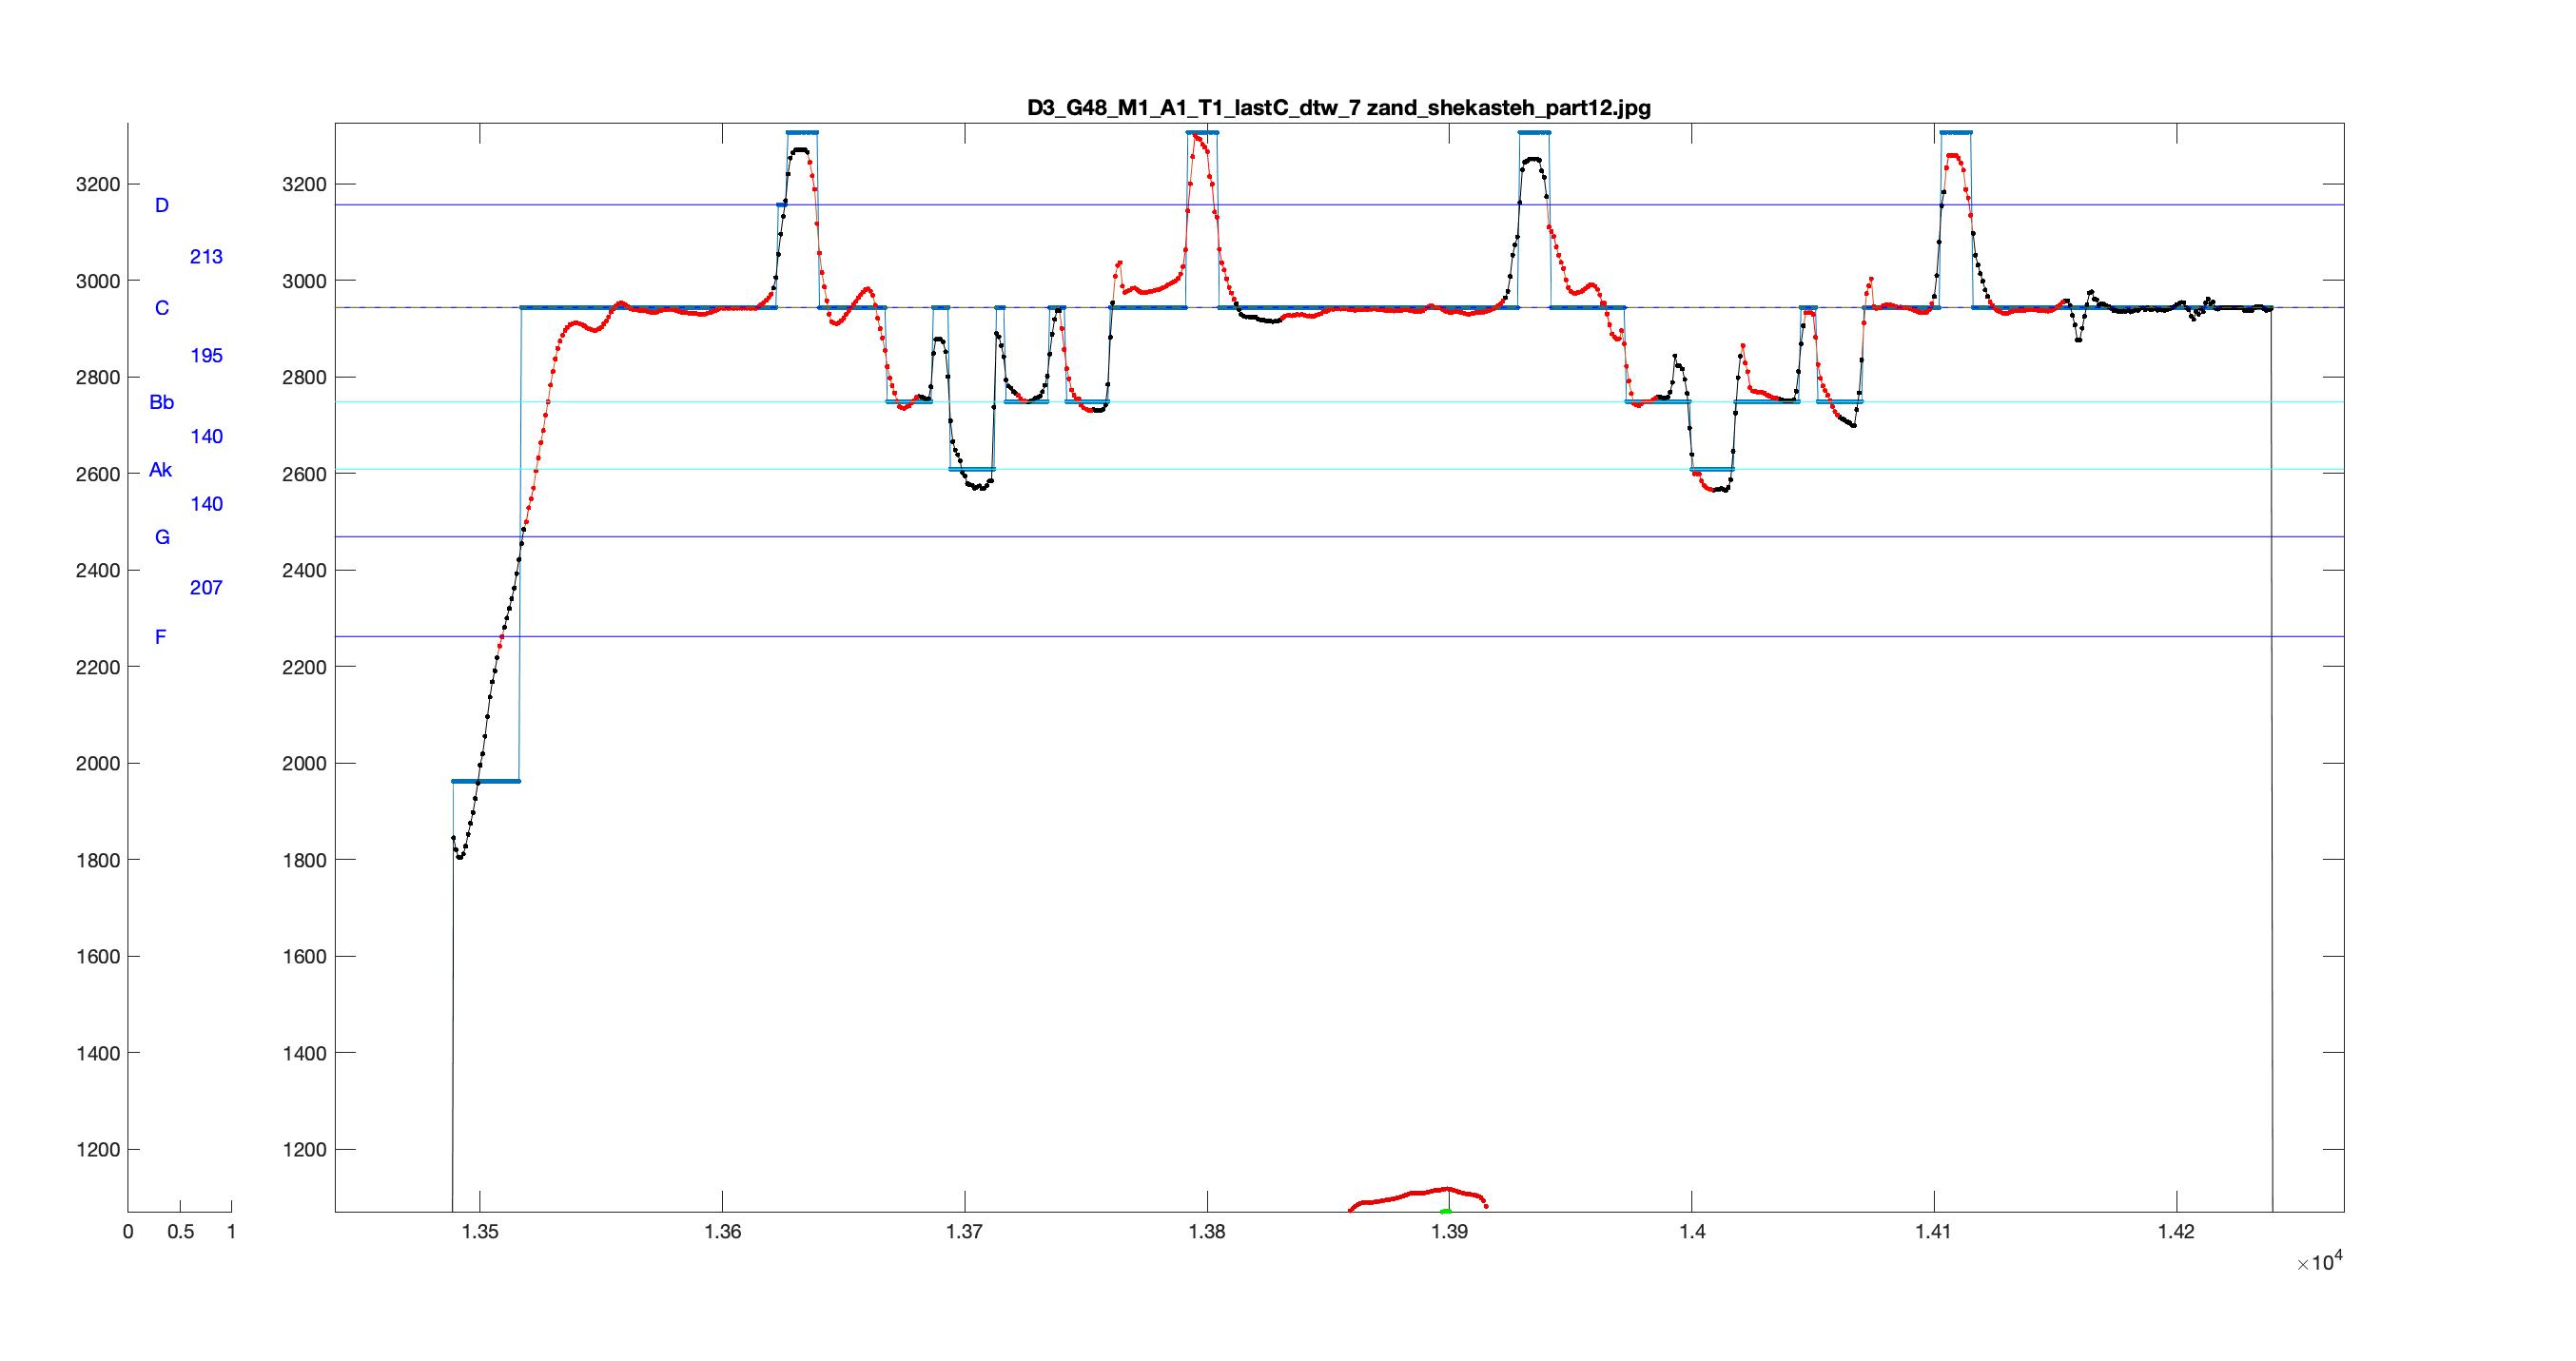 D3_G48_M1_A1_T1_lastC_dtw_7 zand_shekasteh_part12.jpg
3200 3200
D
213
3000 3000
C
195
2800 2800
Bb
140
2600 Ak 2600
140
G
2400 2400
207
F
2200 2200
2000 2000
1800 1800
1600 1600
1400 1400
1200 1200
0 0.5 1 1.35 1.36 1.37 1.38 1.39 1.4 1.41 1.42
×10⁴